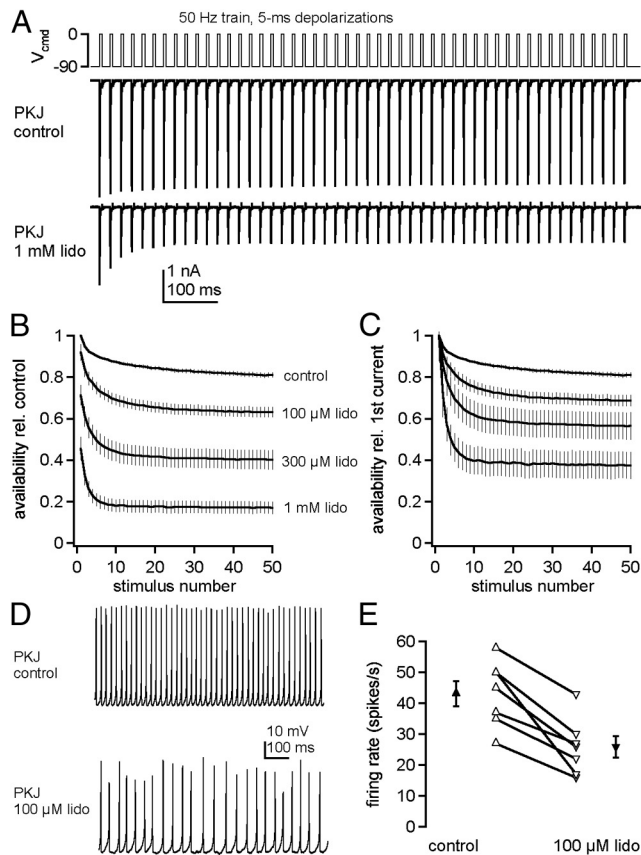 A
50 Hz train, 5-ms depolarizations
Vcmd
0
-90
PKJ
control
PKJ
1 mM lido
1 nA
100 ms
B
availability rel. control
1
0.8
0.6
0.4
0.2
0
control
100 µM lido
300 µM lido
1 mM lido
0 10 20 30 40 50
stimulus number
C
availability rel. 1st current
1
0.8
0.6
0.4
0.2
0
0 10 20 30 40 50
stimulus number
D
PKJ
control
10 mV
100 ms
PKJ
100 µM lido
E
firing rate (spikes/s)
60
50
40
30
20
10
0
control 100 µM lido